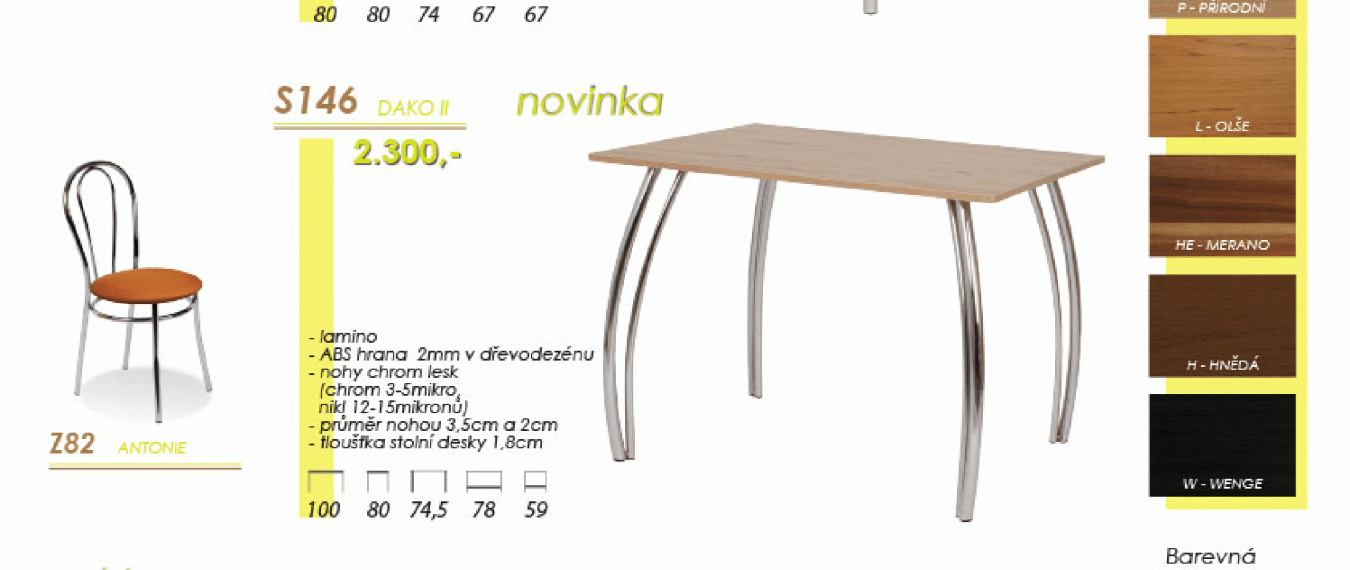 80 80 74 67 67
P - PŘÍRODNÍ
S146 DAKO II novinka
2.300,-
L - OLŠE
HE - MERANO
- lamino
- ABS hrana 2mm v dřevodezénu
- nohy chrom lesk
(chrom 3-5mikro,
nikl 12-15mikronů)
- průměr nohou 3,5cm a 2cm
- tloušťka stolní desky 1,8cm
H - HNĚDÁ
Z82 ANTONIE
100 80 74,5 78 59
W - WENGE
Barevná